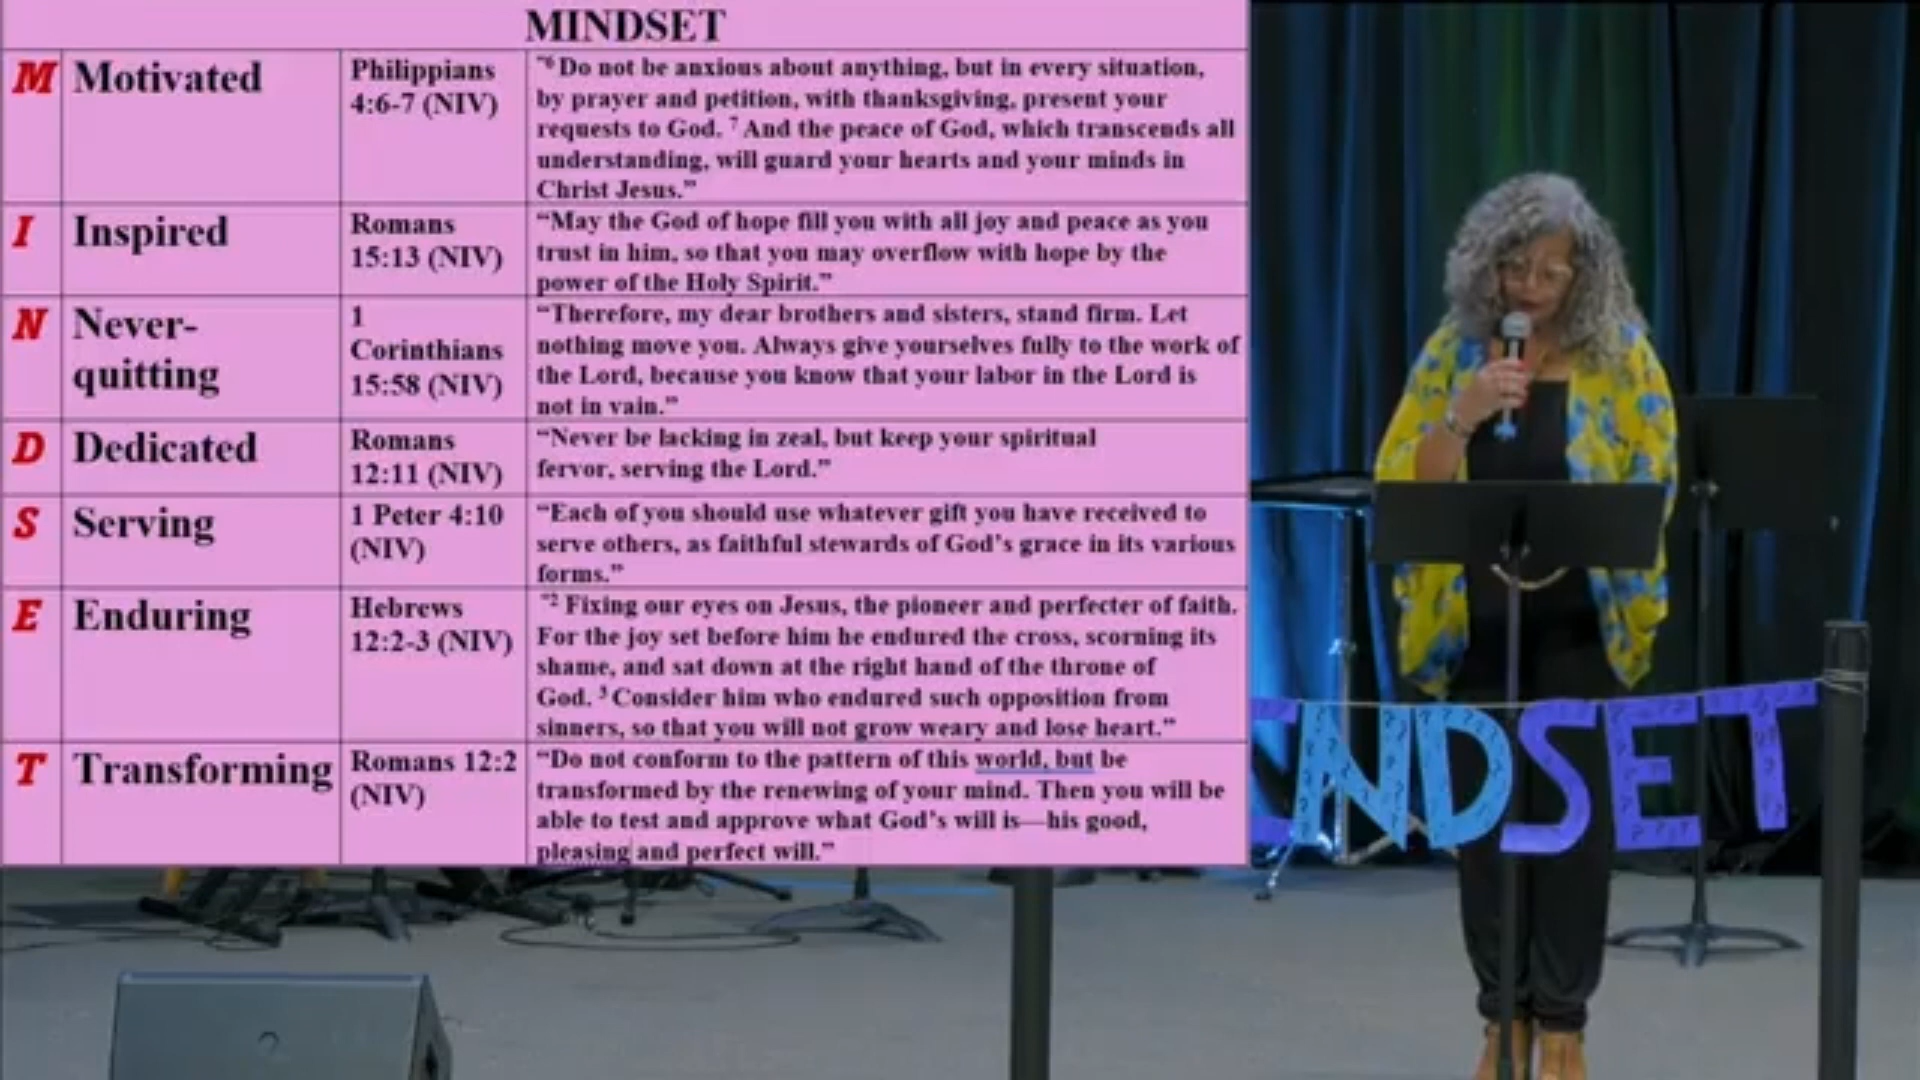 MINDSET
M Motivated Philippians 4:6-7 (NIV)
"6 Do not be anxious about anything, but in every situation,
by prayer and petition, with thanksgiving, present your
requests to God. 7 And the peace of God, which transcends all
understanding, will guard your hearts and your minds in
Christ Jesus.”
I Inspired Romans 15:13 (NIV)
“May the God of hope fill you with all joy and peace as you
trust in him, so that you may overflow with hope by the
power of the Holy Spirit.”
N Never-quitting 1 Corinthians 15:58 (NIV)
“Therefore, my dear brothers and sisters, stand firm. Let
nothing move you. Always give yourselves fully to the work of
the Lord, because you know that your labor in the Lord is
not in vain.”
D Dedicated Romans 12:11 (NIV)
“Never be lacking in zeal, but keep your spiritual
fervor, serving the Lord.”
S Serving 1 Peter 4:10 (NIV)
“Each of you should use whatever gift you have received to
serve others, as faithful stewards of God’s grace in its various
forms.”
E Enduring Hebrews 12:2-3 (NIV)
"2 Fixing our eyes on Jesus, the pioneer and perfecter of faith.
For the joy set before him he endured the cross, scorning its
shame, and sat down at the right hand of the throne of
God. 3 Consider him who endured such opposition from
sinners, so that you will not grow weary and lose heart.”
T Transforming Romans 12:2 (NIV)
“Do not conform to the pattern of this world, but be
transformed by the renewing of your mind. Then you will be
able to test and approve what God’s will is—his good,
pleasing and perfect will.”
NDSET